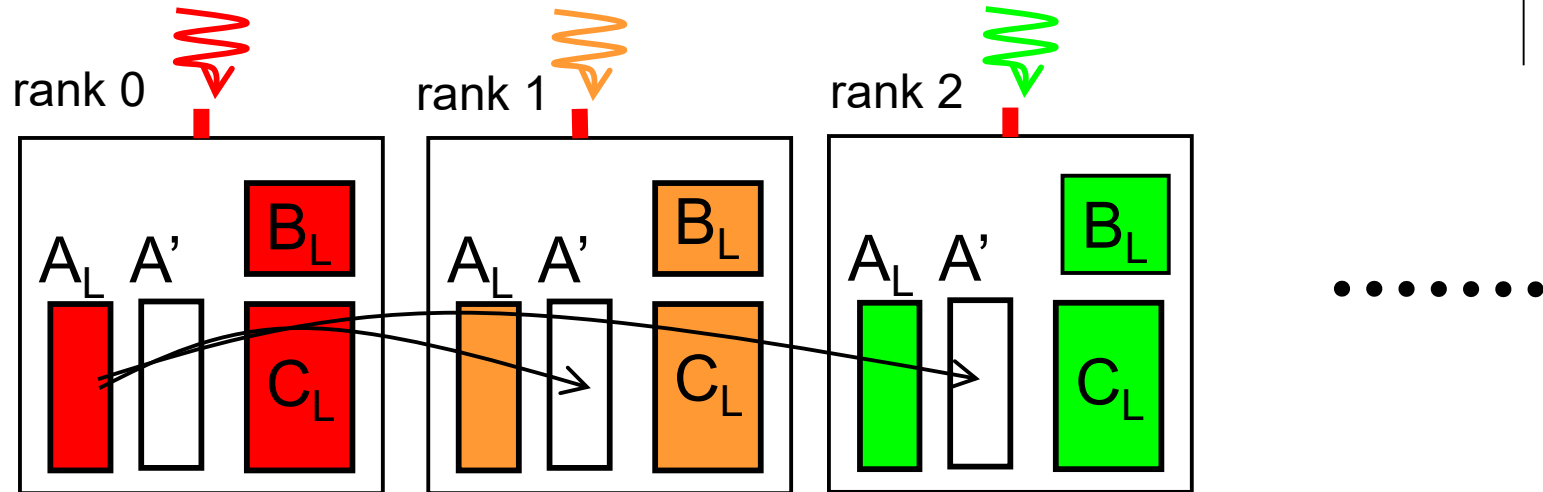 rank 0 rank 1 rank 2
B_L B_L B_L
A_L A’ A_L A’ A_L A’
C_L C_L C_L